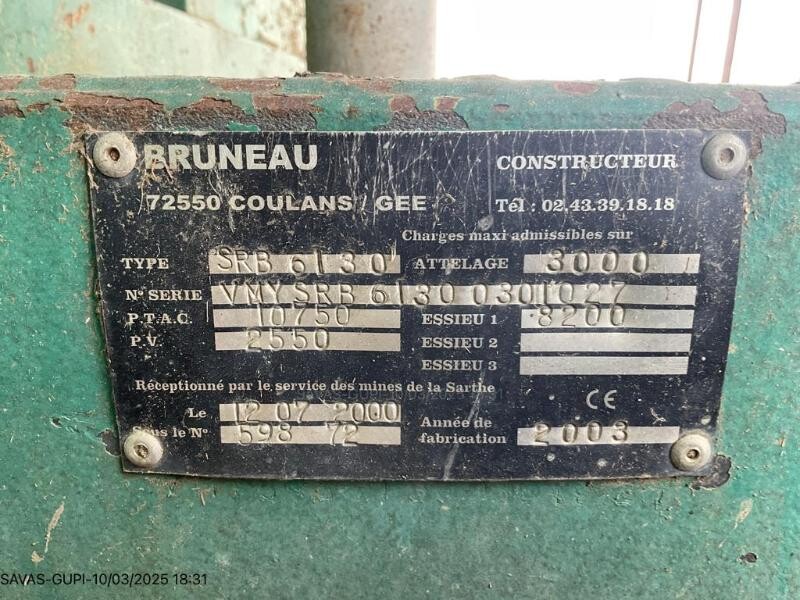 BRUNEAU CONSTRUCTEUR
72550 COULANS / GEE Tél : 02.43.39.18.18
Charges maxi admissibles sur
TYPE SRB 6130 ATTELAGE 3000
N° SERIE VMYSRB6130 0301027
P.T.A.C. 10750 ESSIEU 1 8200
P.V. 2550 ESSIEU 2
ESSIEU 3
Réceptionné par le service des mines de la Sarthe
CE
Le 12 07 2000
Sous le N° 598 72
Année de
fabrication 2003
SAVAS-GUPI-10/03/2025 18:31